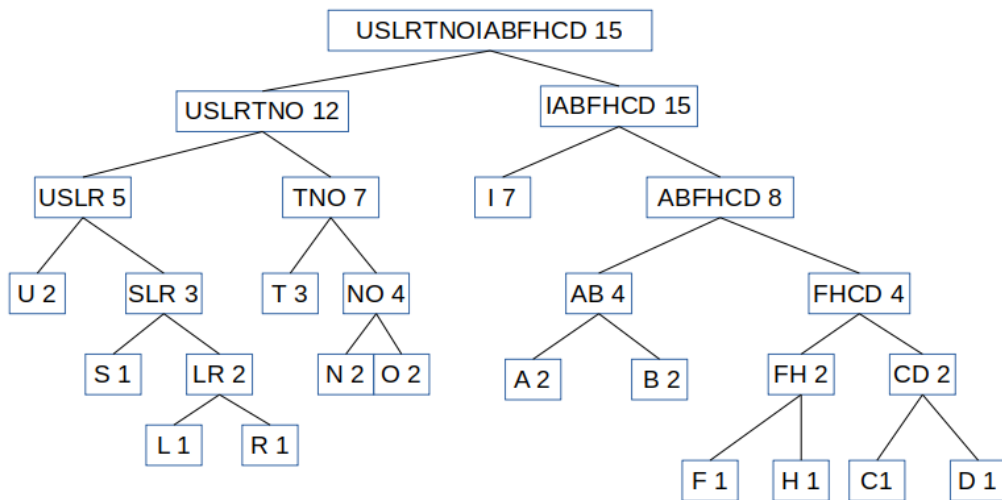 USLRTNOIABFHCD 15
USLRTNO 12
IABFHCD 15
USLR 5
TNO 7
I 7
ABFHCD 8
U 2
SLR 3
T 3
NO 4
AB 4
FHCD 4
S 1
LR 2
N 2
O 2
A 2
B 2
FH 2
CD 2
L 1
R 1
F 1
H 1
C1
D 1